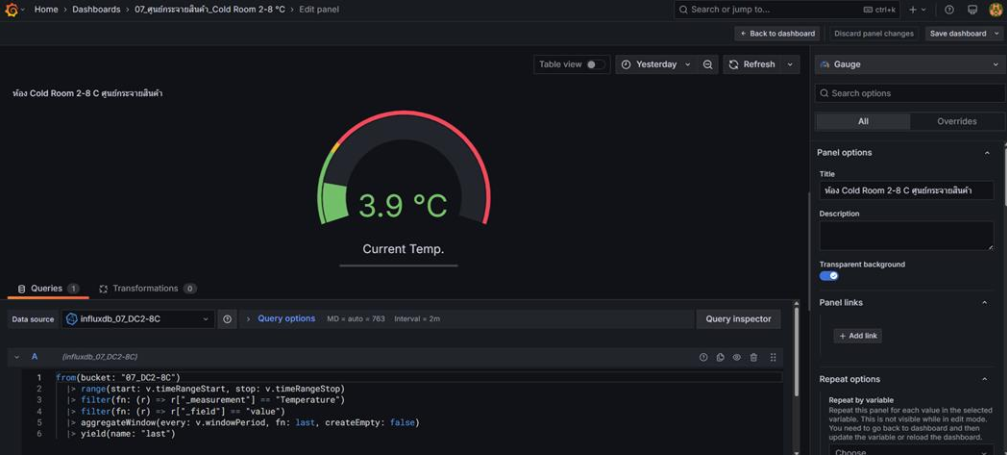 Home › Dashboards › 07_ศูนย์กระจายสินค้า_Cold Room 2-8 °C › Edit panel
Search or jump to... ctrl+k
Back to dashboard Discard panel changes Save dashboard
Table view Yesterday Refresh
Gauge
ห้อง Cold Room 2-8 C ศูนย์กระจายสินค้า
3.9 °C
Current Temp.
Search options
All Overrides
Panel options
Title
ห้อง Cold Room 2-8 C ศูนย์กระจายสินค้า
Description
Transparent background
Panel links
+ Add link
Repeat options
Repeat by variable
Repeat this panel for each value in the selected
variable. This is not visible while in edit mode.
You need to go back to dashboard and then
update the variable or reload the dashboard.
Choose
Queries 1 Transformations 0
Data source influxdb_07_DC2-8C Query options MD = auto = 763 Interval = 2m Query inspector
A (influxdb_07_DC2-8C)
1 from(bucket: "07_DC2-8C")
2 |> range(start: v.timeRangeStart, stop: v.timeRangeStop)
3 |> filter(fn: (r) => r["_measurement"] == "Temperature")
4 |> filter(fn: (r) => r["_field"] == "value")
5 |> aggregateWindow(every: v.windowPeriod, fn: last, createEmpty: false)
6 |> yield(name: "last")